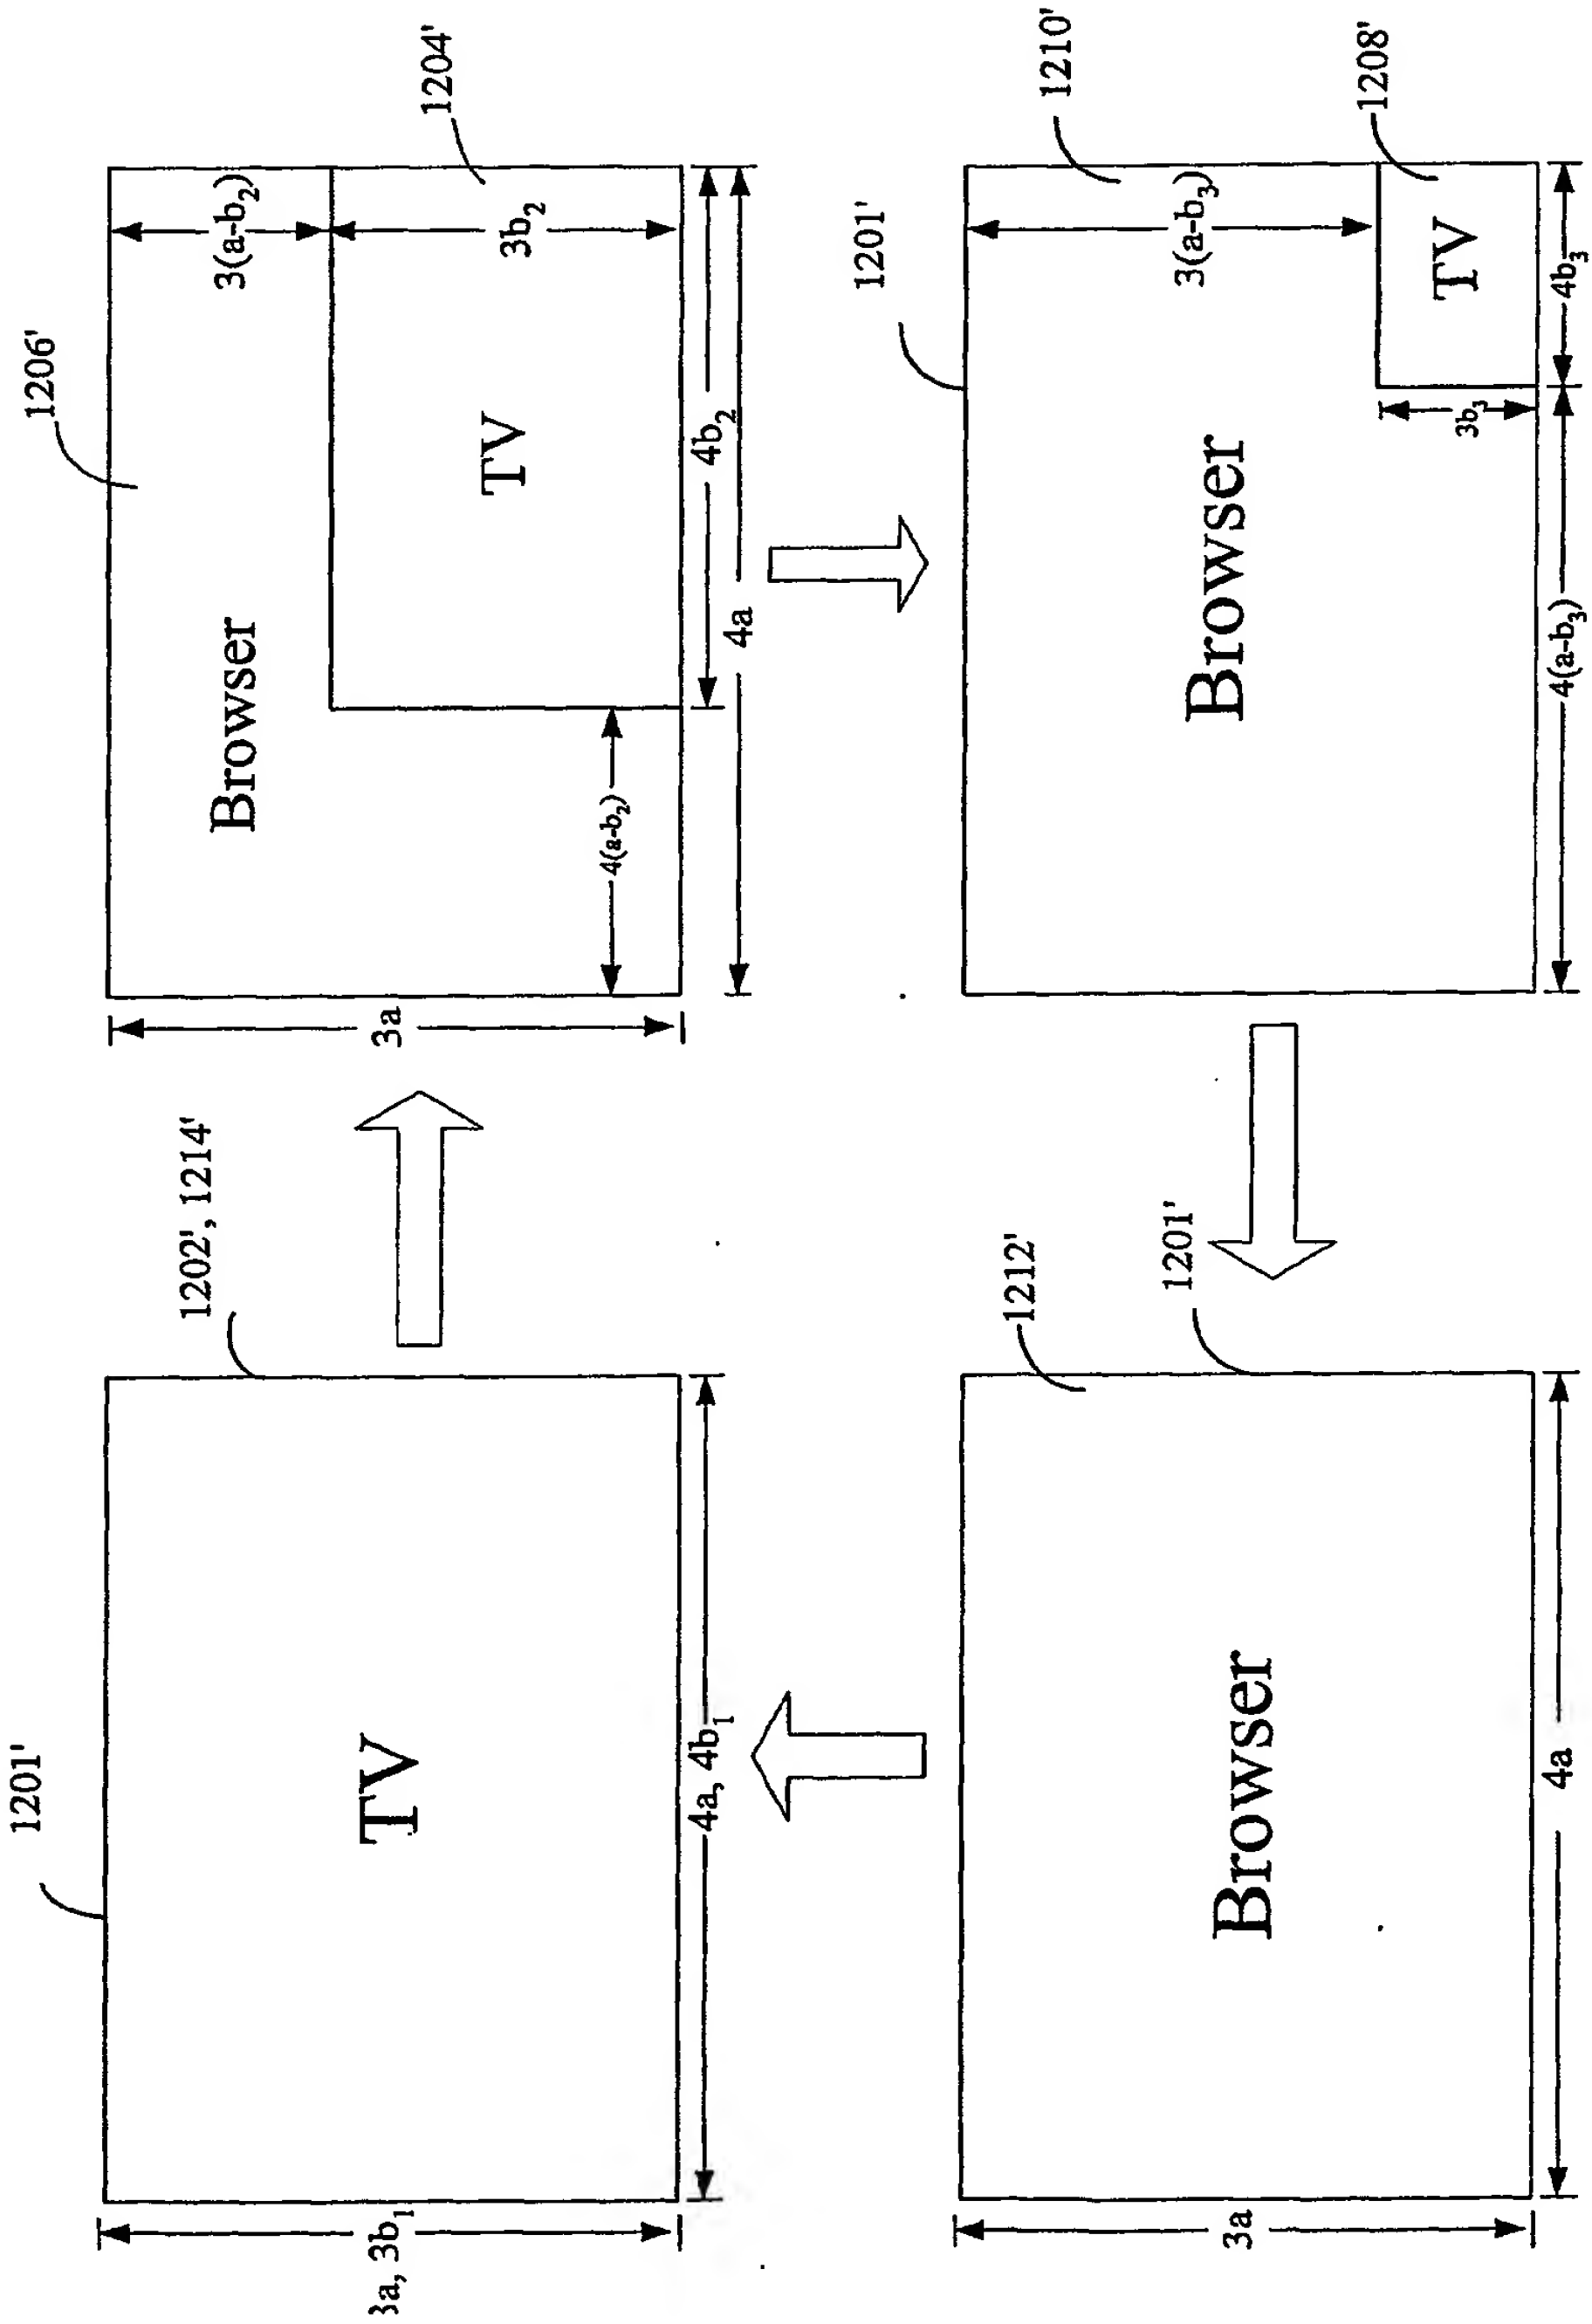 1201'
1202', 1214'
TV
3a, 3b₁
4a, 4b₁
1206'
1204'
Browser
3(a-b₂)
3b₂
TV
4(a-b₂)
3a
4b₂
4a
1212'
1201'
Browser
3a
4a
1201'
1210'
1208'
3(a-b₃)
Browser
TV
3b₃
4(a-b₃)
4b₃